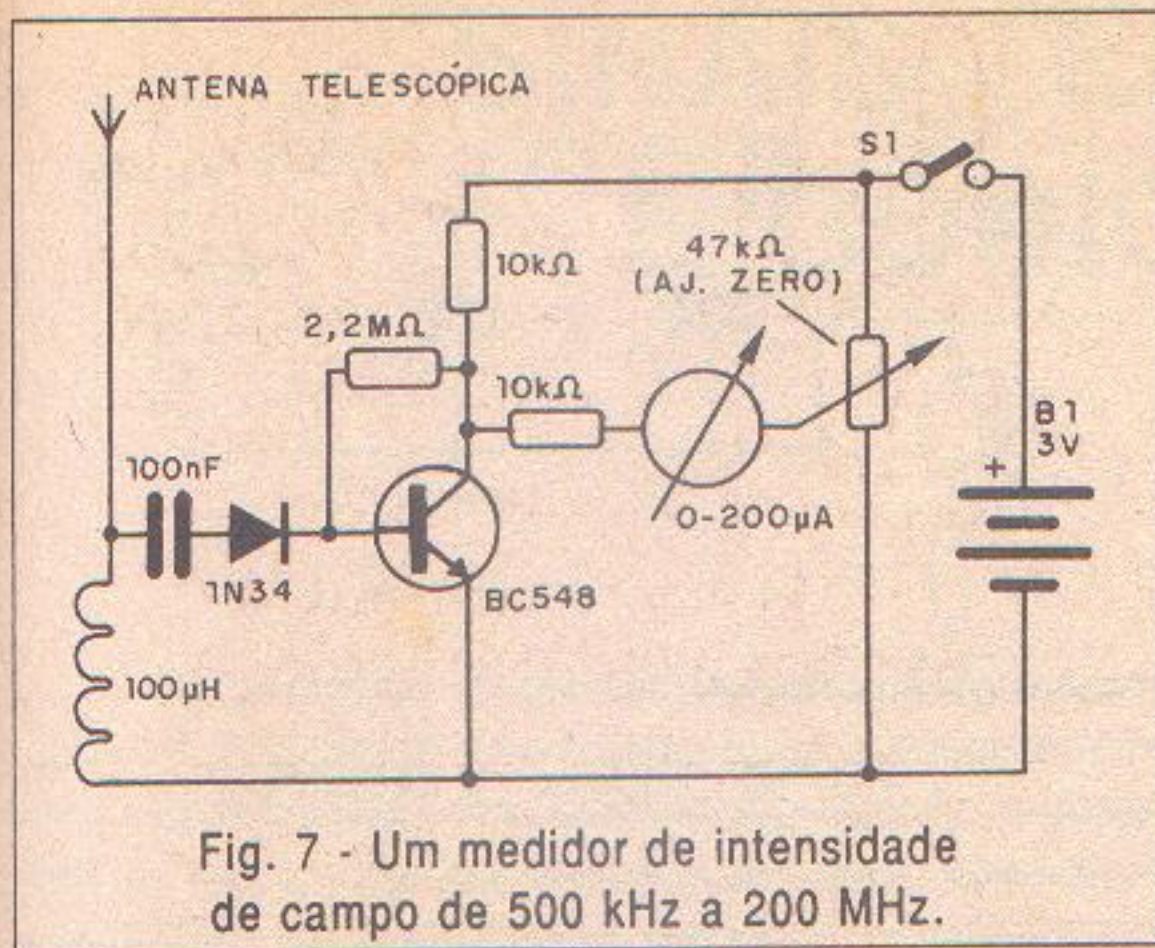 ANTENA TELESCÓPICA
S1
10kΩ
47kΩ
(AJ. ZERO)
2,2MΩ
10kΩ
B1
3V
+
100nF
0-200µA
1N34
BC548
100µH
Fig. 7 - Um medidor de intensidade
de campo de 500 kHz a 200 MHz.